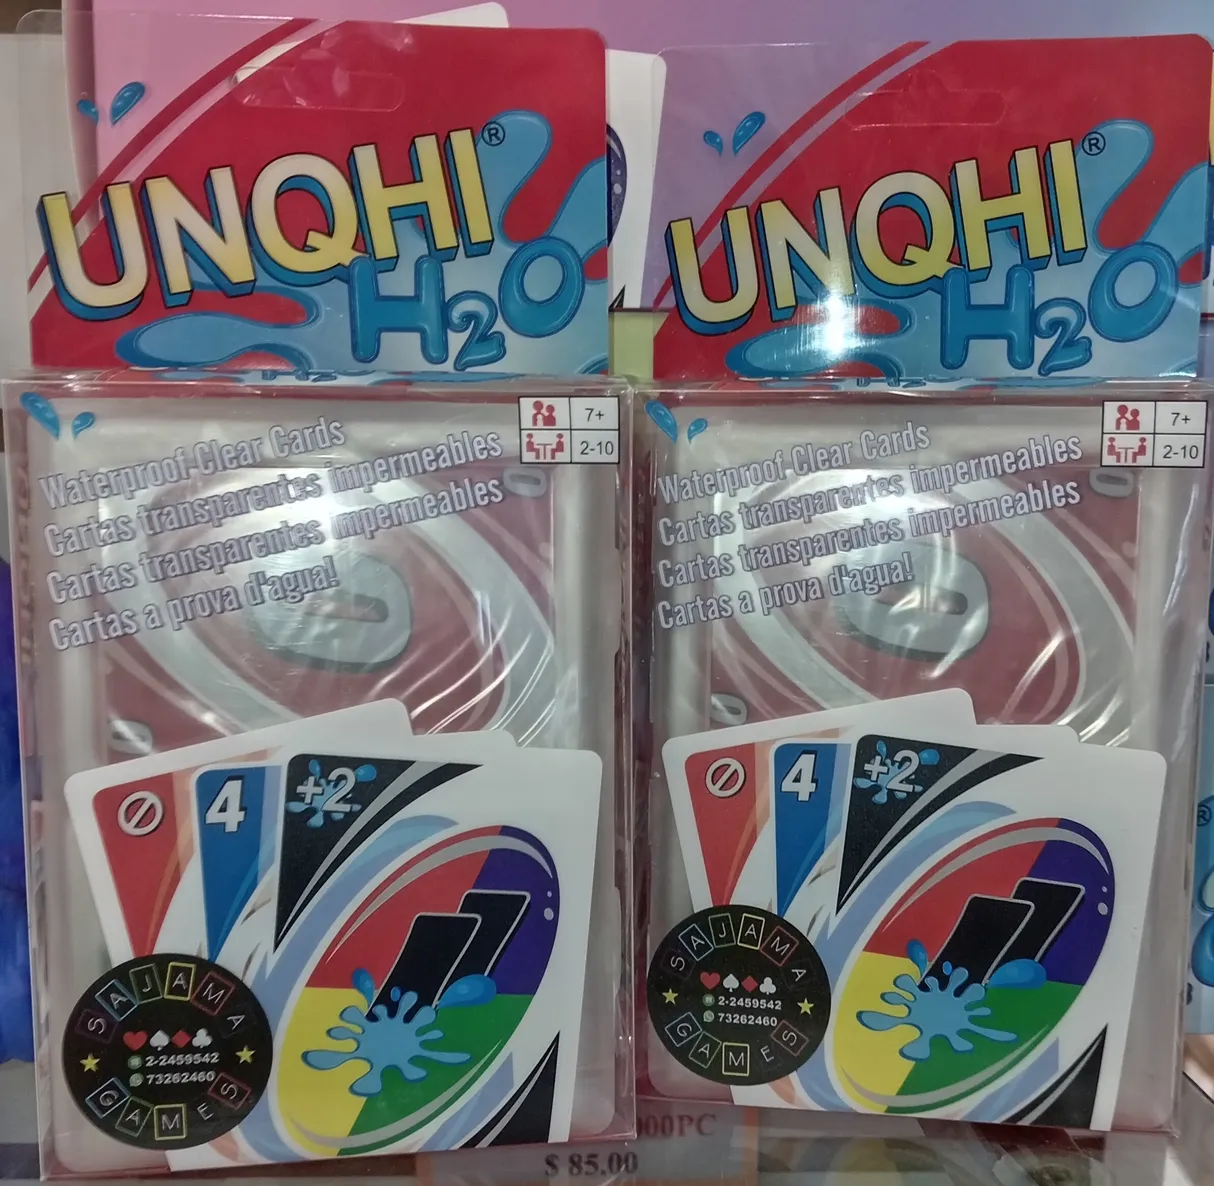 UNQHI®
H2O
7+
2-10
Waterproof Clear Cards
Cartas transparentes impermeables
Cartas transparentes impermeables
Cartas a prova d'agua!
4
+2
SAJAMA
2-2459542
73262460
GAMES
UNQHI®
H2O
7+
2-10
Waterproof Clear Cards
Cartas transparentes impermeables
Cartas transparentes impermeables
Cartas a prova d'agua!
4
+2
SAJAMA
2-2459542
73262460
GAMES
$ 85.00